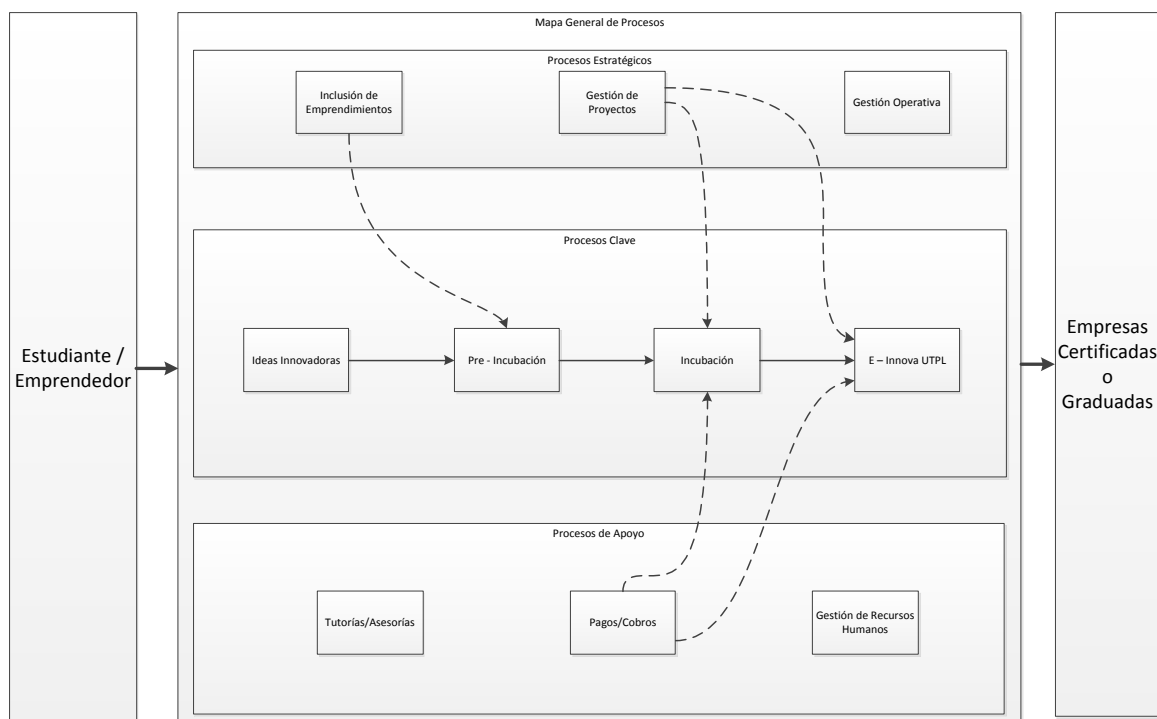 Mapa General de Procesos
Procesos Estratégicos
Inclusión de
Emprendimientos
Gestión de
Proyectos
Gestión Operativa
Procesos Clave
Estudiante /
Emprendedor
Ideas Innovadoras
Pre - Incubación
Incubación
E – Innova UTPL
Empresas
Certificadas
o
Graduadas
Procesos de Apoyo
Tutorías/Asesorías
Pagos/Cobros
Gestión de Recursos
Humanos